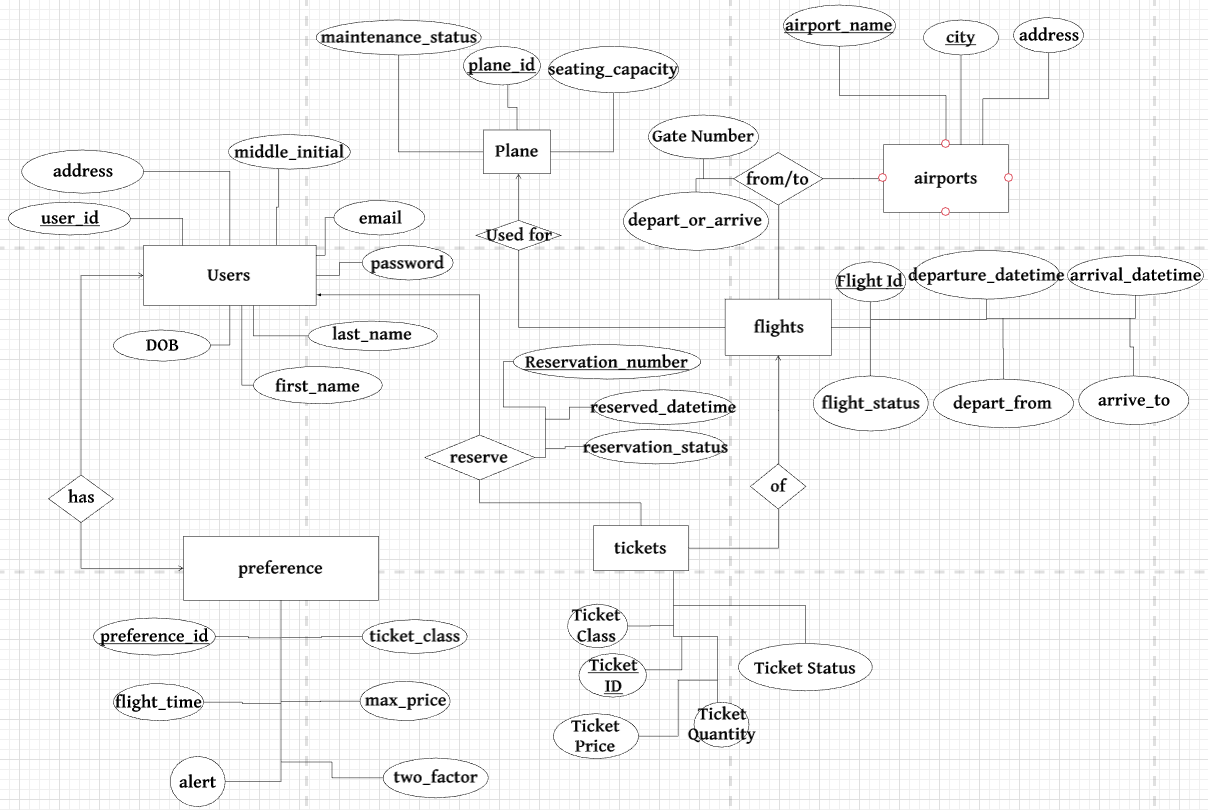 airport_name
city
address
maintenance_status
plane_id
seating_capacity
Gate Number
Plane
middle_initial
address
from/to
airports
user_id
email
depart_or_arrive
Used for
password
Users
Flight Id
departure_datetime
arrival_datetime
flights
last_name
DOB
first_name
Reservation_number
reserved_datetime
flight_status
depart_from
arrive_to
reservation_status
reserve
has
of
tickets
preference
Ticket
Class
preference_id
ticket_class
Ticket
ID
Ticket Status
flight_time
max_price
Ticket
Price
Ticket
Quantity
alert
two_factor